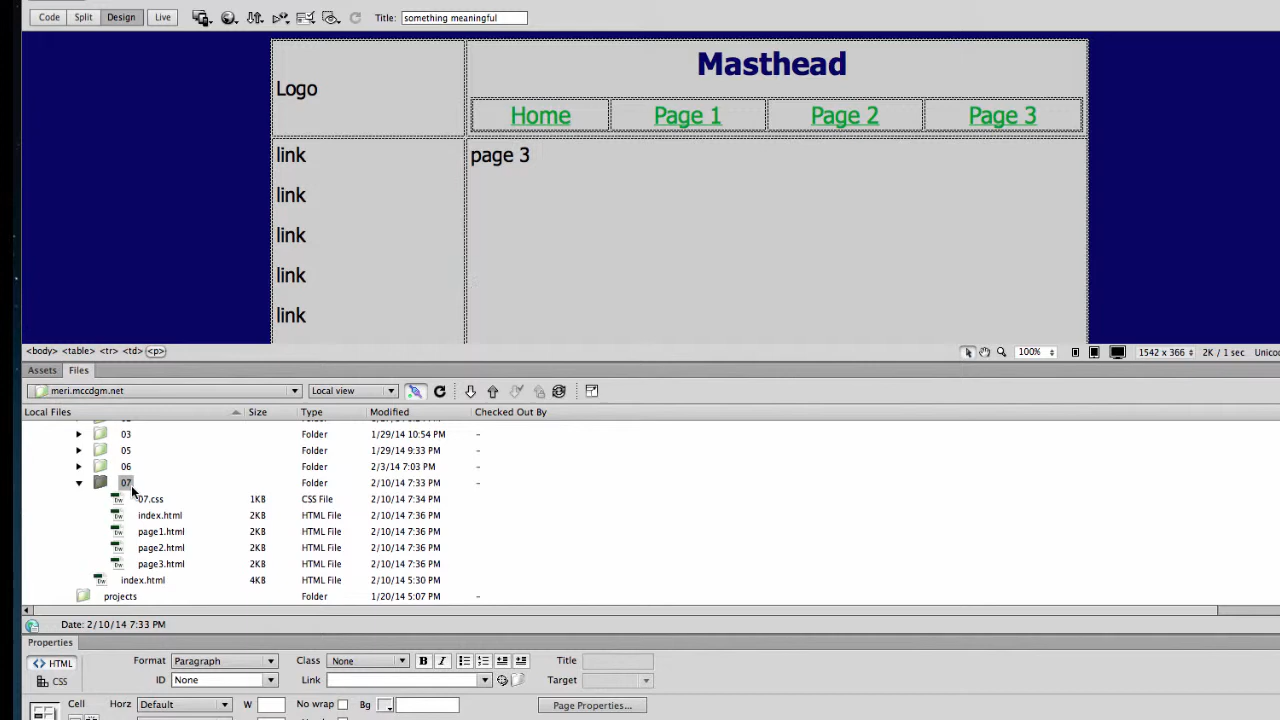 Code Split Design Live Title: something meaningful
Logo
Masthead
Home Page 1 Page 2 Page 3
link page 3
link
link
link
link
<body> <table> <tr> <td> <p> 100% 1542 x 366 2K / 1 sec Unicod
Assets Files
meri.mccdgm.net Local view
Local Files Size Type Modified Checked Out By
03 Folder 1/29/14 10:54 PM -
05 Folder 1/29/14 9:33 PM -
06 Folder 2/3/14 7:03 PM -
07 Folder 2/10/14 7:33 PM -
07.css 1KB CSS File 2/10/14 7:34 PM
index.html 2KB HTML File 2/10/14 7:36 PM
page1.html 2KB HTML File 2/10/14 7:36 PM
page2.html 2KB HTML File 2/10/14 7:36 PM
page3.html 2KB HTML File 2/10/14 7:36 PM
index.html 4KB HTML File 2/10/14 5:30 PM
projects Folder 1/20/14 5:07 PM -
Date: 2/10/14 7:33 PM
Properties
<> HTML Format Paragraph Class None B I Title
CSS ID None Link Target
Cell Horz Default W No wrap Bg Page Properties...